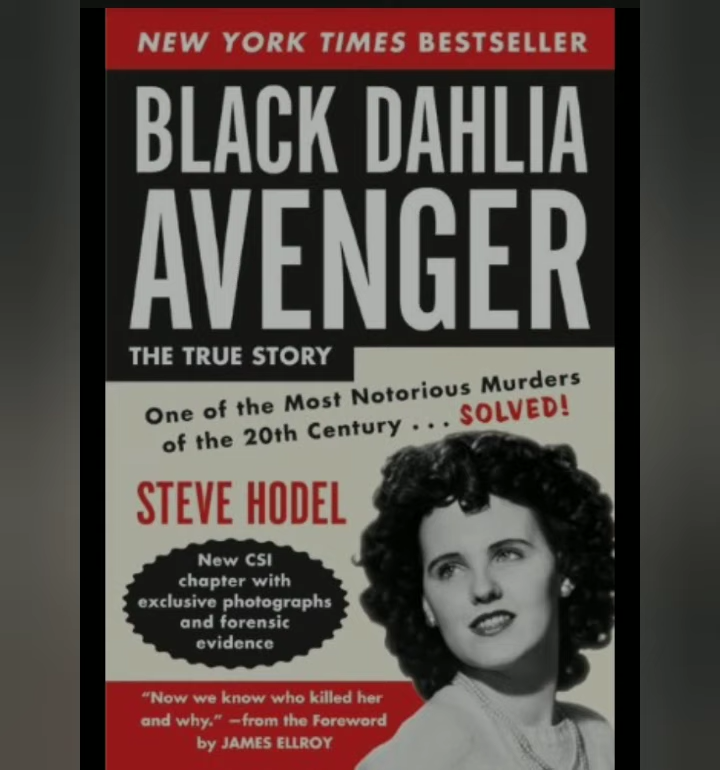 NEW YORK TIMES BESTSELLER
BLACK DAHLIA
AVENGER
THE TRUE STORY
One of the Most Notorious Murders
of the 20th Century . . . SOLVED!
STEVE HODEL
New CSI
chapter with
exclusive photographs
and forensic
evidence
“Now we know who killed her
and why.” —from the Foreword
by JAMES ELLROY